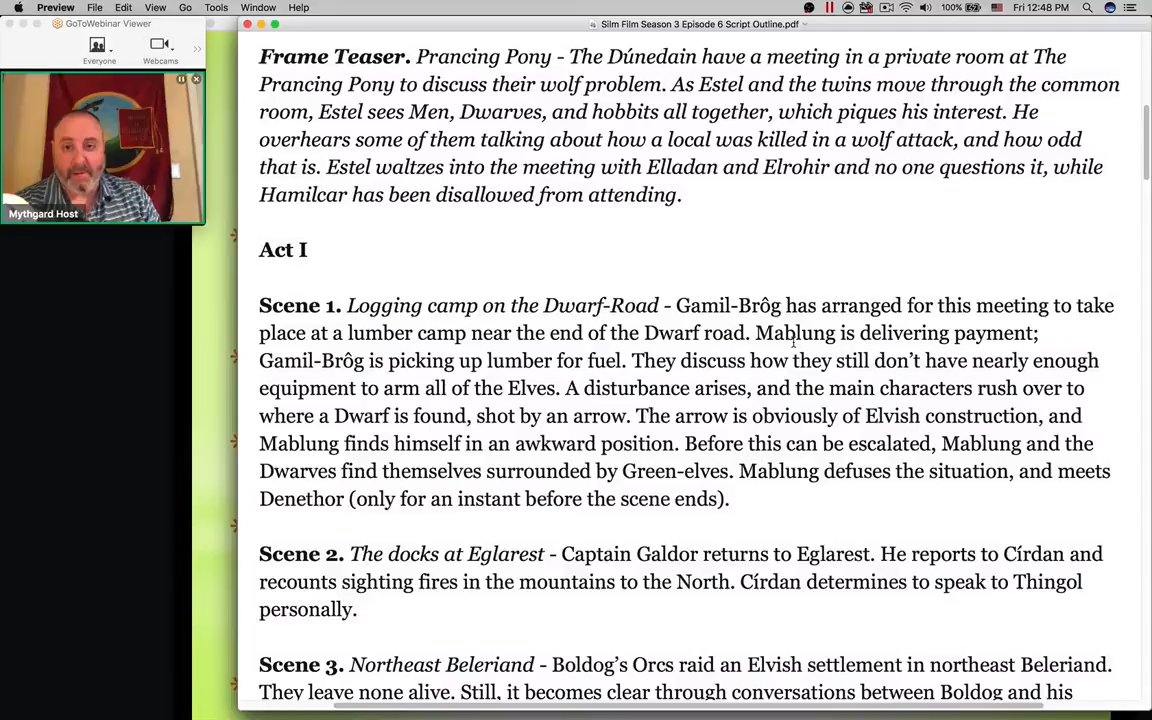 Preview File Edit View Go Tools Window Help
100% Fri 12:48 PM
GoToWebinar Viewer
Everyone
Webcams
Mythgard Host
Silm Film Season 3 Episode 6 Script Outline.pdf
Frame Teaser. Prancing Pony - The Dúnedain have a meeting in a private room at The
Prancing Pony to discuss their wolf problem. As Estel and the twins move through the common
room, Estel sees Men, Dwarves, and hobbits all together, which piques his interest. He
overhears some of them talking about how a local was killed in a wolf attack, and how odd
that is. Estel waltzes into the meeting with Elladan and Elrohir and no one questions it, while
Hamilcar has been disallowed from attending.
Act I
Scene 1. Logging camp on the Dwarf-Road - Gamil-Brôg has arranged for this meeting to take
place at a lumber camp near the end of the Dwarf road. Mablung is delivering payment;
Gamil-Brôg is picking up lumber for fuel. They discuss how they still don’t have nearly enough
equipment to arm all of the Elves. A disturbance arises, and the main characters rush over to
where a Dwarf is found, shot by an arrow. The arrow is obviously of Elvish construction, and
Mablung finds himself in an awkward position. Before this can be escalated, Mablung and the
Dwarves find themselves surrounded by Green-elves. Mablung defuses the situation, and meets
Denethor (only for an instant before the scene ends).
Scene 2. The docks at Eglarest - Captain Galdor returns to Eglarest. He reports to Círdan and
recounts sighting fires in the mountains to the North. Círdan determines to speak to Thingol
personally.
Scene 3. Northeast Beleriand - Boldog’s Orcs raid an Elvish settlement in northeast Beleriand.
They leave none alive. Still, it becomes clear through conversations between Boldog and his